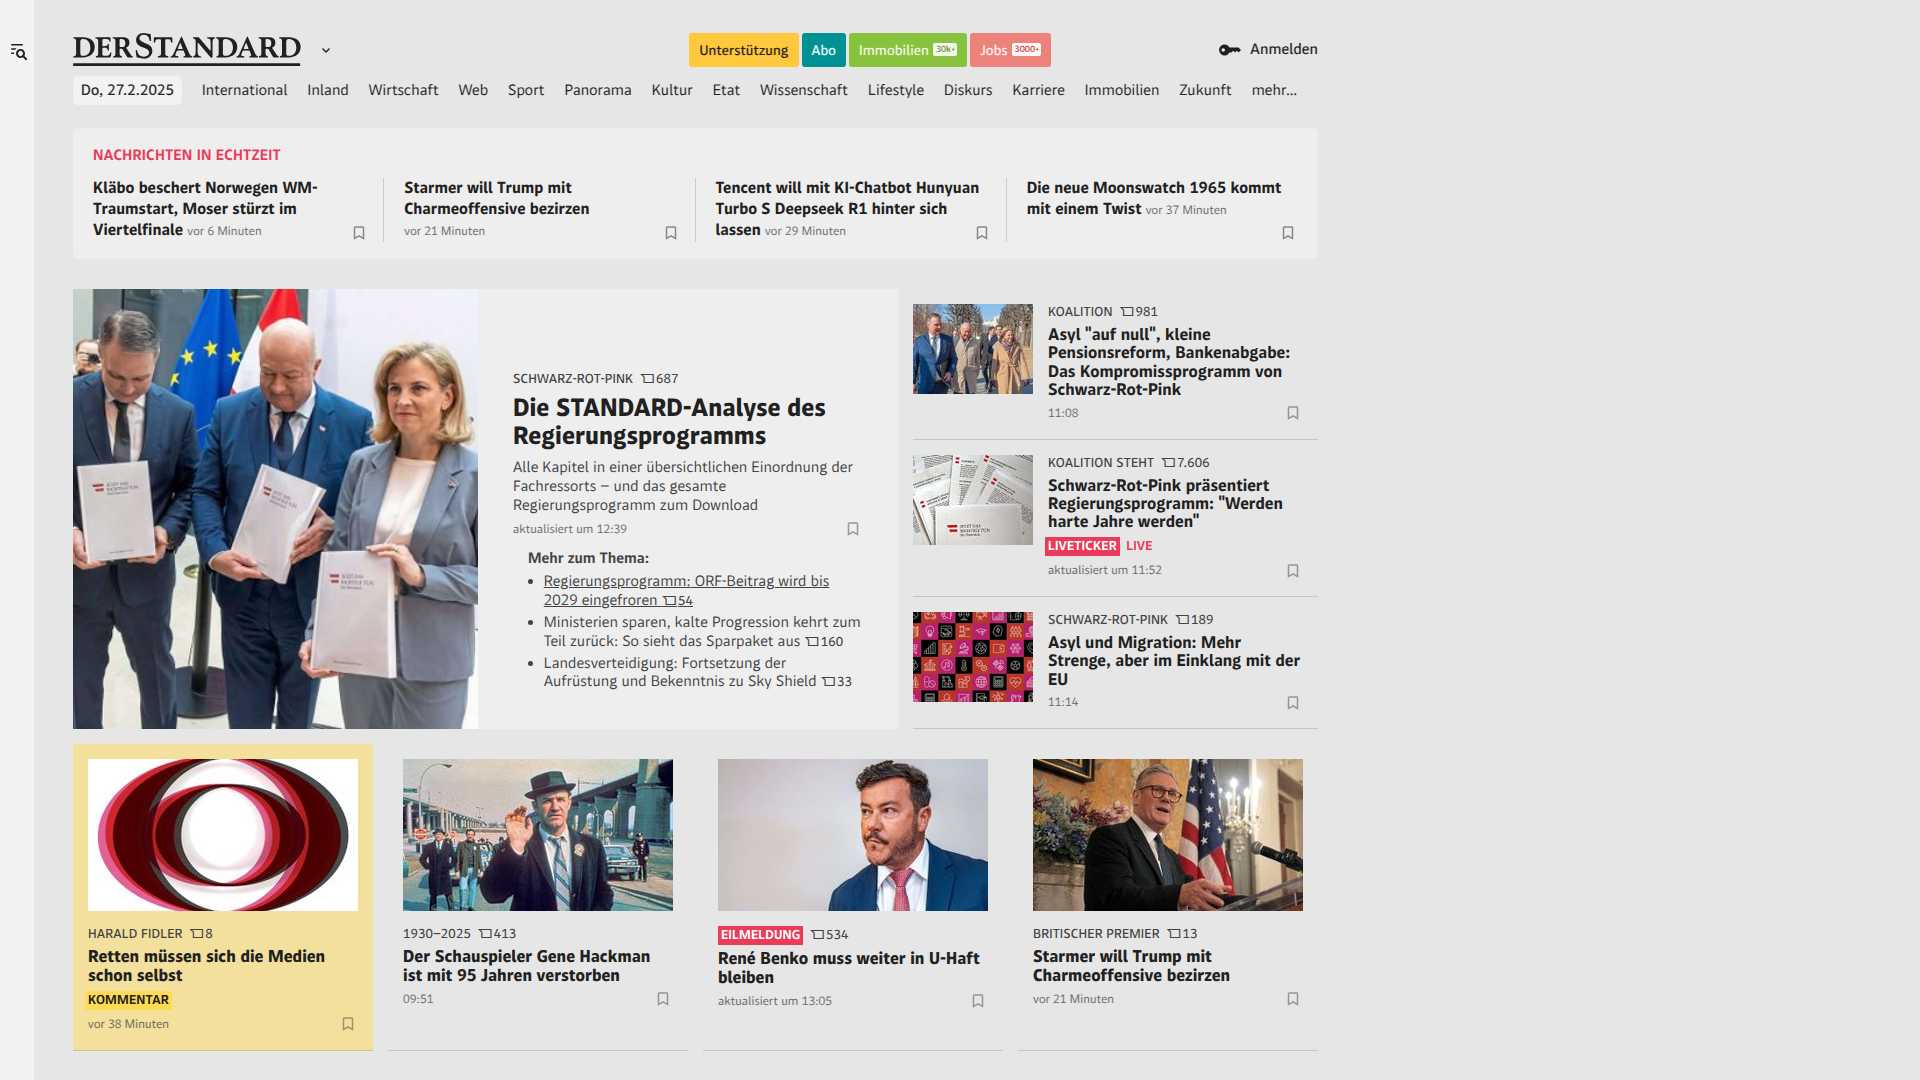 DERSTANDARD
Unterstützung
Abo
Immobilien 30k+
Jobs 3000+
Anmelden
Do, 27.2.2025
International
Inland
Wirtschaft
Web
Sport
Panorama
Kultur
Etat
Wissenschaft
Lifestyle
Diskurs
Karriere
Immobilien
Zukunft
mehr...
NACHRICHTEN IN ECHTZEIT
Kläbo beschert Norwegen WM-
Traumstart, Moser stürzt im
Viertelfinale vor 6 Minuten
Starmer will Trump mit
Charmeoffensive bezirzen
vor 21 Minuten
Tencent will mit KI-Chatbot Hunyuan
Turbo S Deepseek R1 hinter sich
lassen vor 29 Minuten
Die neue Moonswatch 1965 kommt
mit einem Twist vor 37 Minuten
SCHWARZ-ROT-PINK 687
Die STANDARD-Analyse des
Regierungsprogramms
Alle Kapitel in einer übersichtlichen Einordnung der
Fachressorts – und das gesamte
Regierungsprogramm zum Download
aktualisiert um 12:39
Mehr zum Thema:
Regierungsprogramm: ORF-Beitrag wird bis
2029 eingefroren 54
Ministerien sparen, kalte Progression kehrt zum
Teil zurück: So sieht das Sparpaket aus 160
Landesverteidigung: Fortsetzung der
Aufrüstung und Bekenntnis zu Sky Shield 33
KOALITION 981
Asyl "auf null", kleine
Pensionsreform, Bankenabgabe:
Das Kompromissprogramm von
Schwarz-Rot-Pink
11:08
KOALITION STEHT 7.606
Schwarz-Rot-Pink präsentiert
Regierungsprogramm: "Werden
harte Jahre werden"
LIVETICKER LIVE
aktualisiert um 11:52
SCHWARZ-ROT-PINK 189
Asyl und Migration: Mehr
Strenge, aber im Einklang mit der
EU
11:14
HARALD FIDLER 8
Retten müssen sich die Medien
schon selbst
KOMMENTAR
vor 38 Minuten
1930–2025 413
Der Schauspieler Gene Hackman
ist mit 95 Jahren verstorben
09:51
EILMELDUNG 534
René Benko muss weiter in U-Haft
bleiben
aktualisiert um 13:05
BRITISCHER PREMIER 13
Starmer will Trump mit
Charmeoffensive bezirzen
vor 21 Minuten